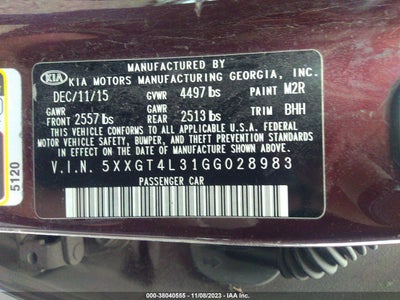 MANUFACTURED BY
KIA KIA MOTORS MANUFACTURING GEORGIA, INC.
DEC/11/15 GVWR 4497 lbs PAINT M2R
GAWR FRONT 2557 lbs GAWR REAR 2513 lbs TRIM BHH
THIS VEHICLE CONFORMS TO ALL APPLICABLE FEDERAL
MOTOR VEHICLE SAFETY, BUMPER, AND THEFT PREVENTION
STANDARDS IN EFFECT ON THE DATE OF MANUFACTURE SHOWN ABOVE.
V.I.N. 5XXGT4L31GG028983
PASSENGER CAR
5120
000-38040555 - 11/08/2023 - IAA Inc.